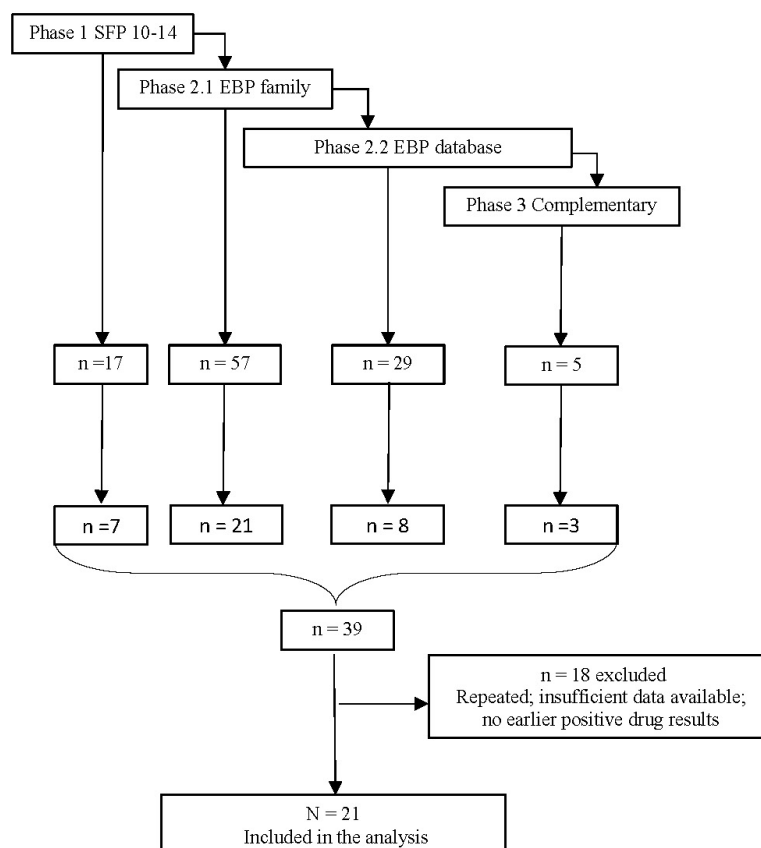 Phase 1 SFP 10-14
Phase 2.1 EBP family
Phase 2.2 EBP database
Phase 3 Complementary
n =17
n = 57
n = 29
n = 5
n =7
n = 21
n = 8
n =3
n = 39
n = 18 excluded
Repeated; insufficient data available;
no earlier positive drug results
N = 21
Included in the analysis